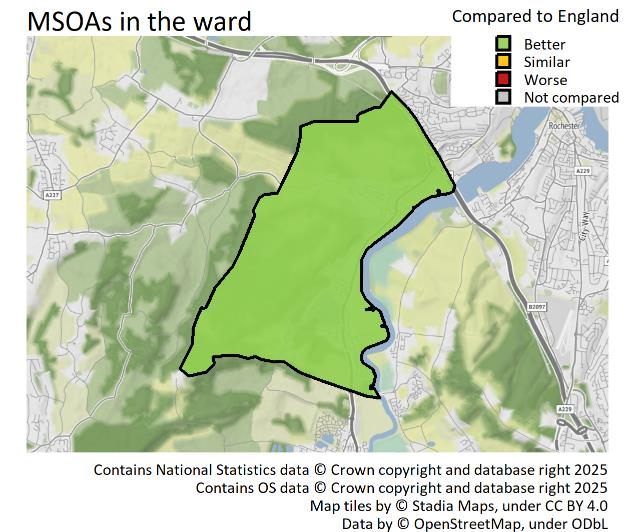 MSOAs in the ward
Compared to England
Better
Similar
Worse
Not compared
Rochester
A229
A227
City Way
B2097
A229
Contains National Statistics data © Crown copyright and database right 2025
Contains OS data © Crown copyright and database right 2025
Map tiles by © Stadia Maps, under CC BY 4.0
Data by © OpenStreetMap, under ODbL